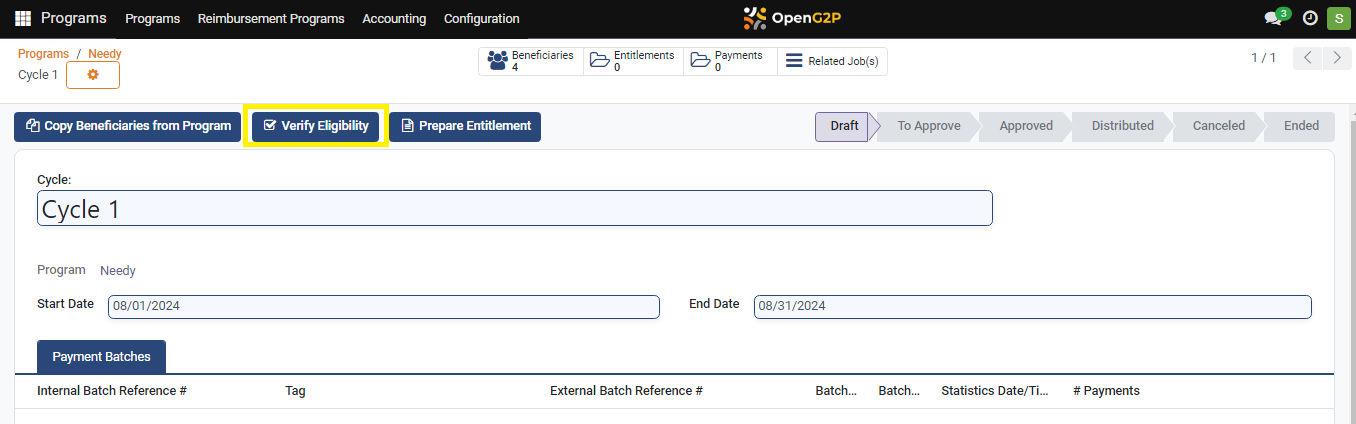 Programs Programs Reimbursement Programs Accounting Configuration OpenG2P 3 S
Programs / Needy
Cycle 1
Beneficiaries 4 Entitlements 0 Payments 0 Related Job(s) 1 / 1
Copy Beneficiaries from Program Verify Eligibility Prepare Entitlement Draft To Approve Approved Distributed Canceled Ended
Cycle:
Cycle 1
Program Needy
Start Date 08/01/2024 End Date 08/31/2024
Payment Batches
Internal Batch Reference # Tag External Batch Reference # Batch... Batch... Statistics Date/Ti... # Payments